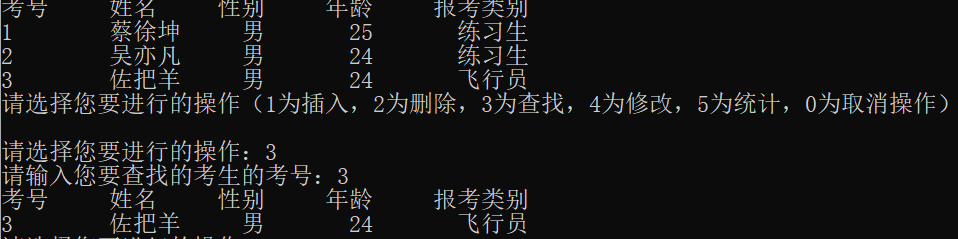 考号 姓名 性别 年龄 报考类别
1 蔡徐坤 男 25 练习生
2 吴亦凡 男 24 练习生
3 佐把羊 男 24 飞行员
请选择您要进行的操作（1为插入，2为删除，3为查找，4为修改，5为统计，0为取消操作）
请选择您要进行的操作：3
请输入您要查找的考生的考号：3
考号 姓名 性别 年龄 报考类别
3 佐把羊 男 24 飞行员